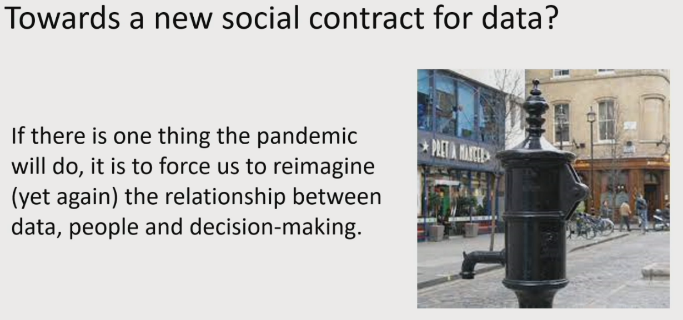 Towards a new social contract for data?
If there is one thing the pandemic
will do, it is to force us to reimagine
(yet again) the relationship between
data, people and decision-making.
PRET A MANGER